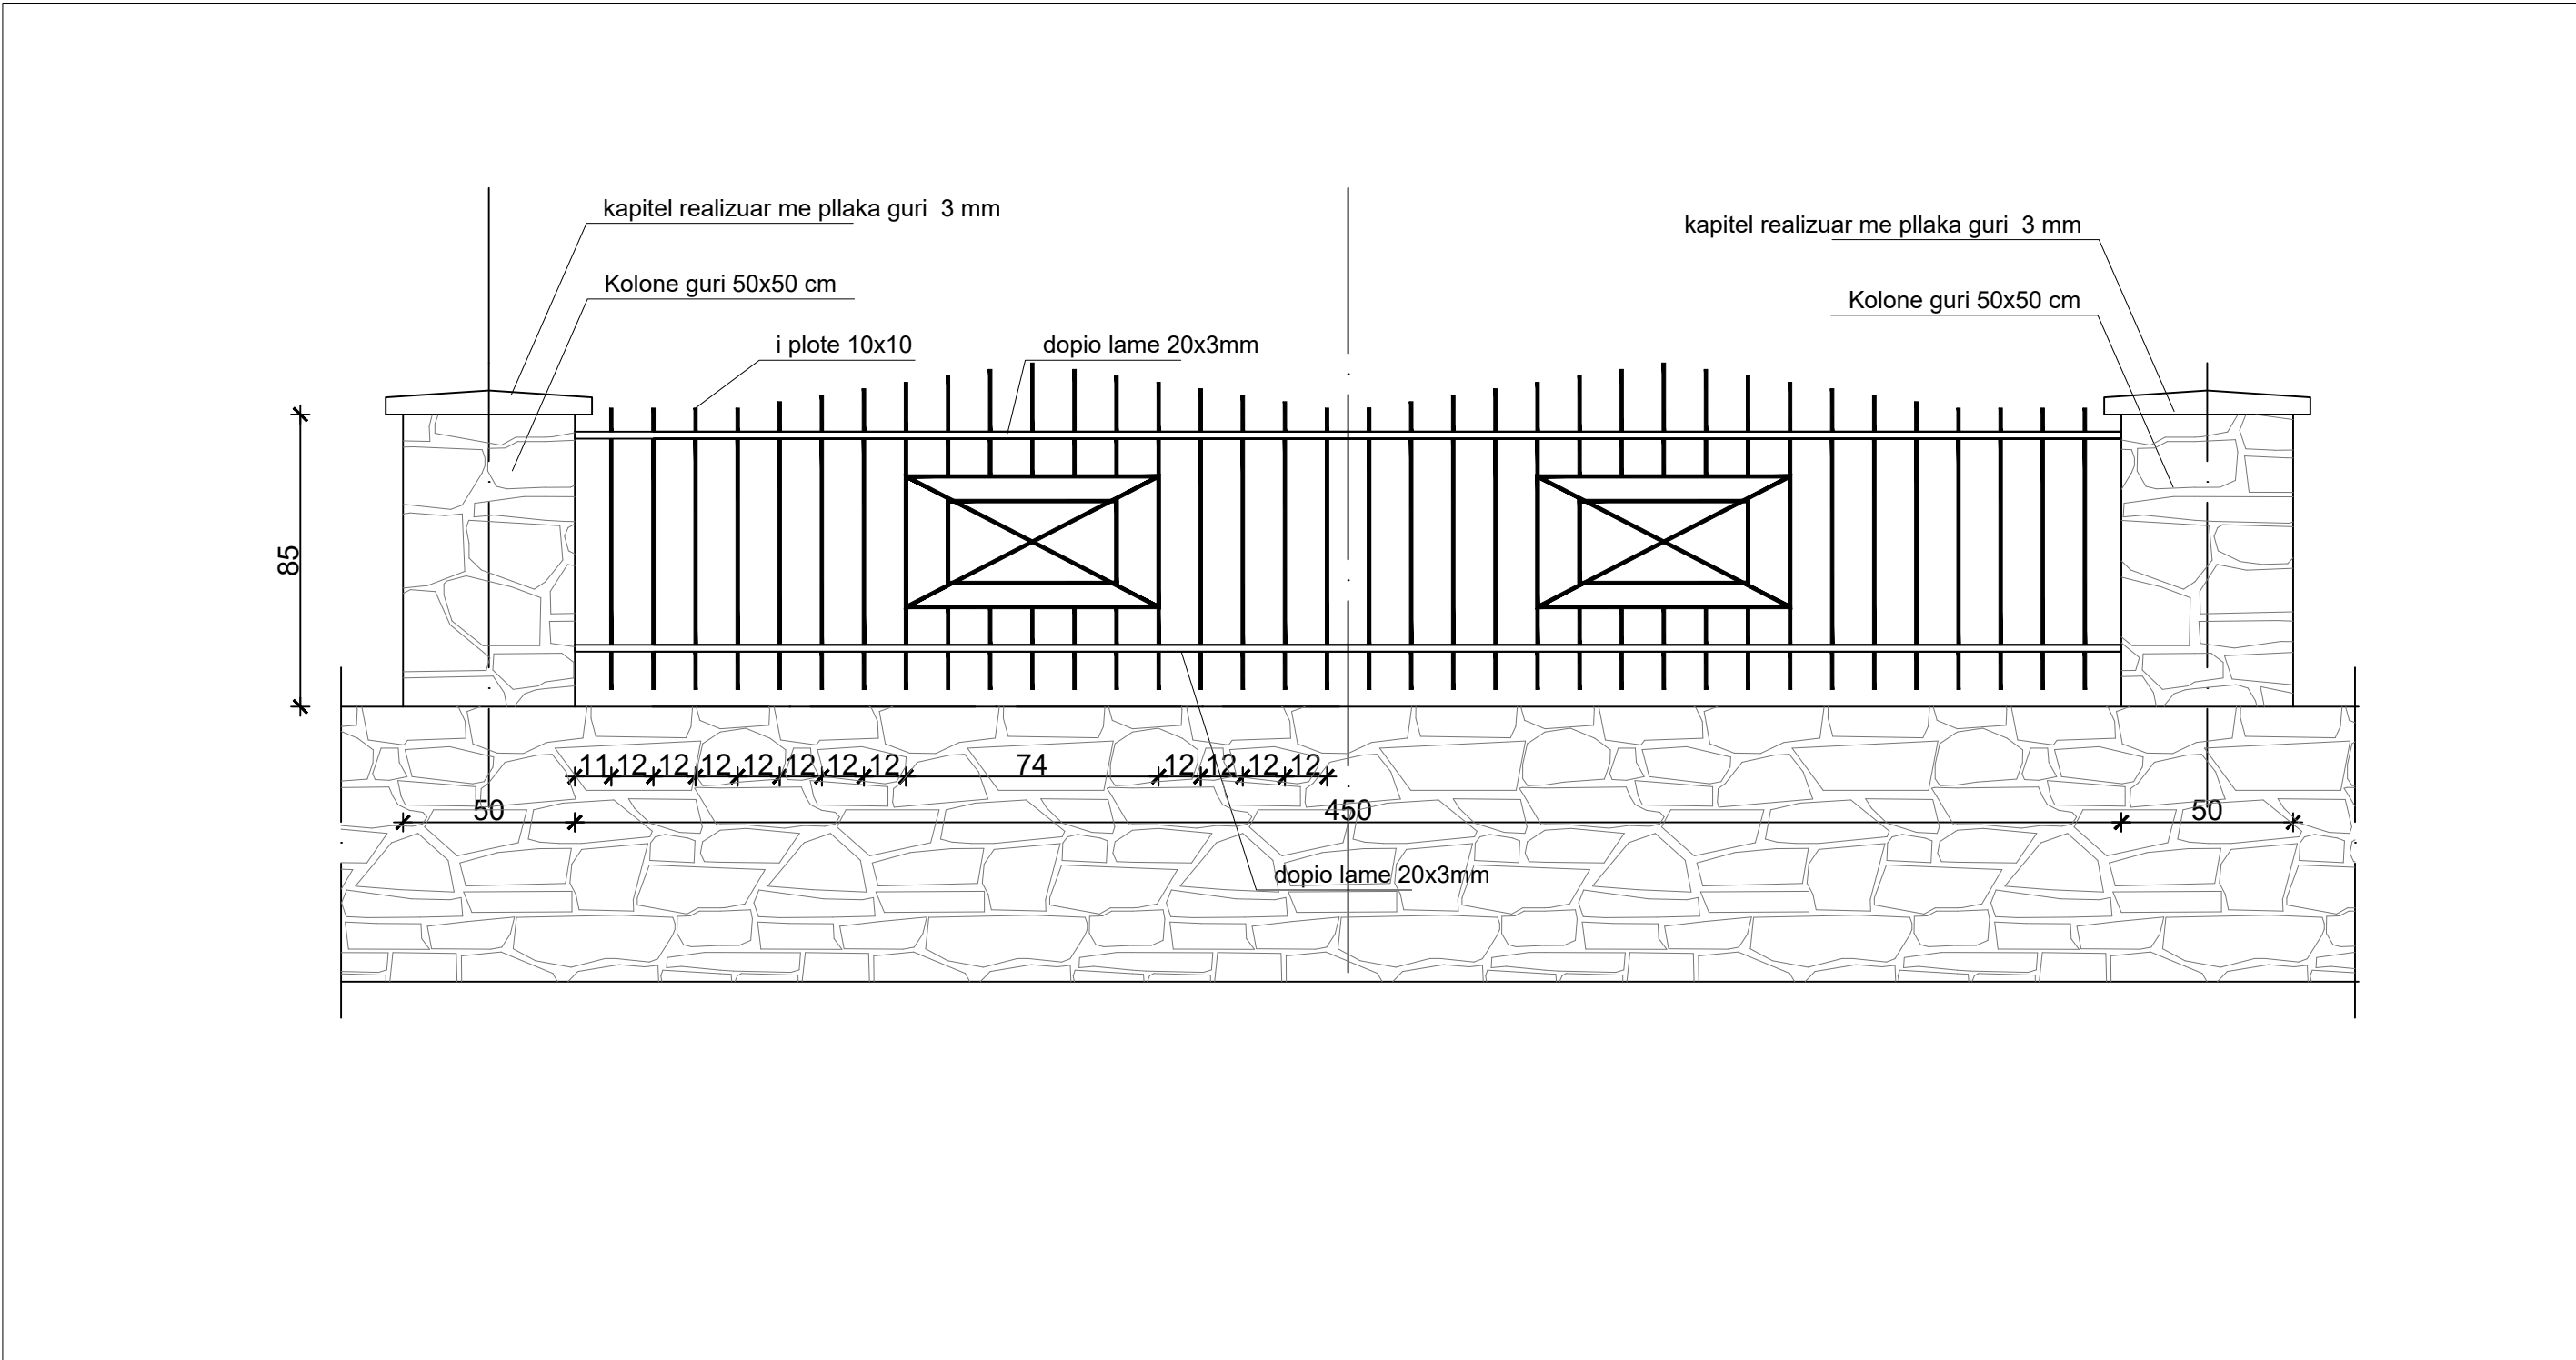 kapitel realizuar me pllaka guri 3 mm
kapitel realizuar me pllaka guri 3 mm
Kolone guri 50x50 cm
Kolone guri 50x50 cm
i plote 10x10
dopio lame 20x3mm
85
11 12 12 12 12 12 12 12 74 12 12 12 12
50 450 50
dopio lame 20x3mm